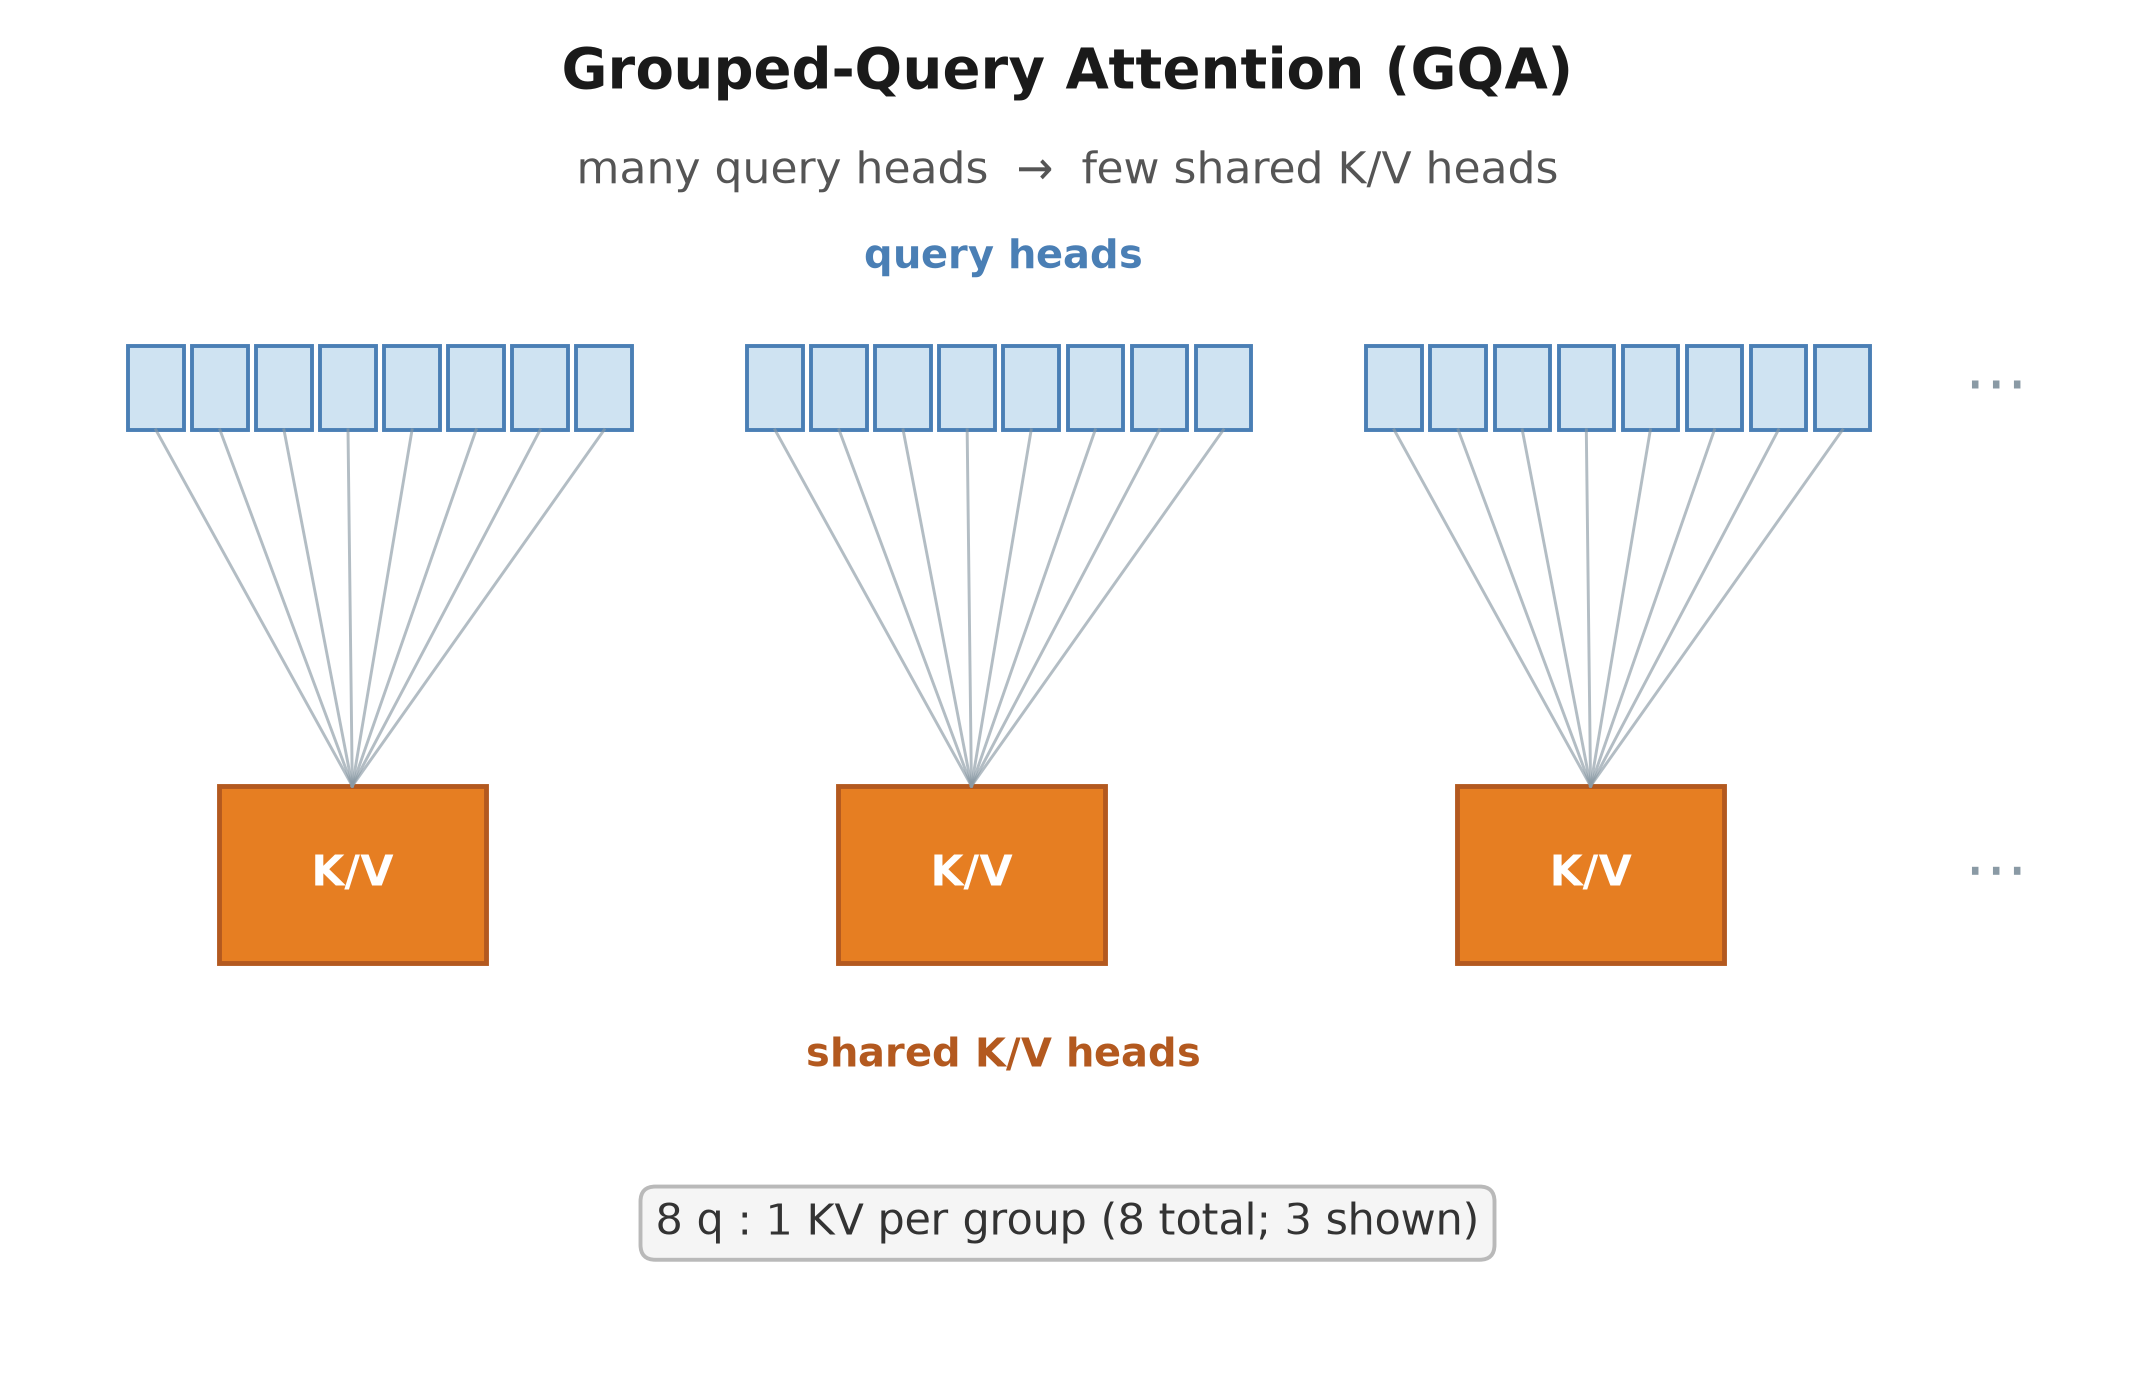 Grouped-Query Attention (GQA)
many query heads → few shared K/V heads
query heads
...
K/V
K/V
K/V
...
shared K/V heads
8 q : 1 KV per group (8 total; 3 shown)